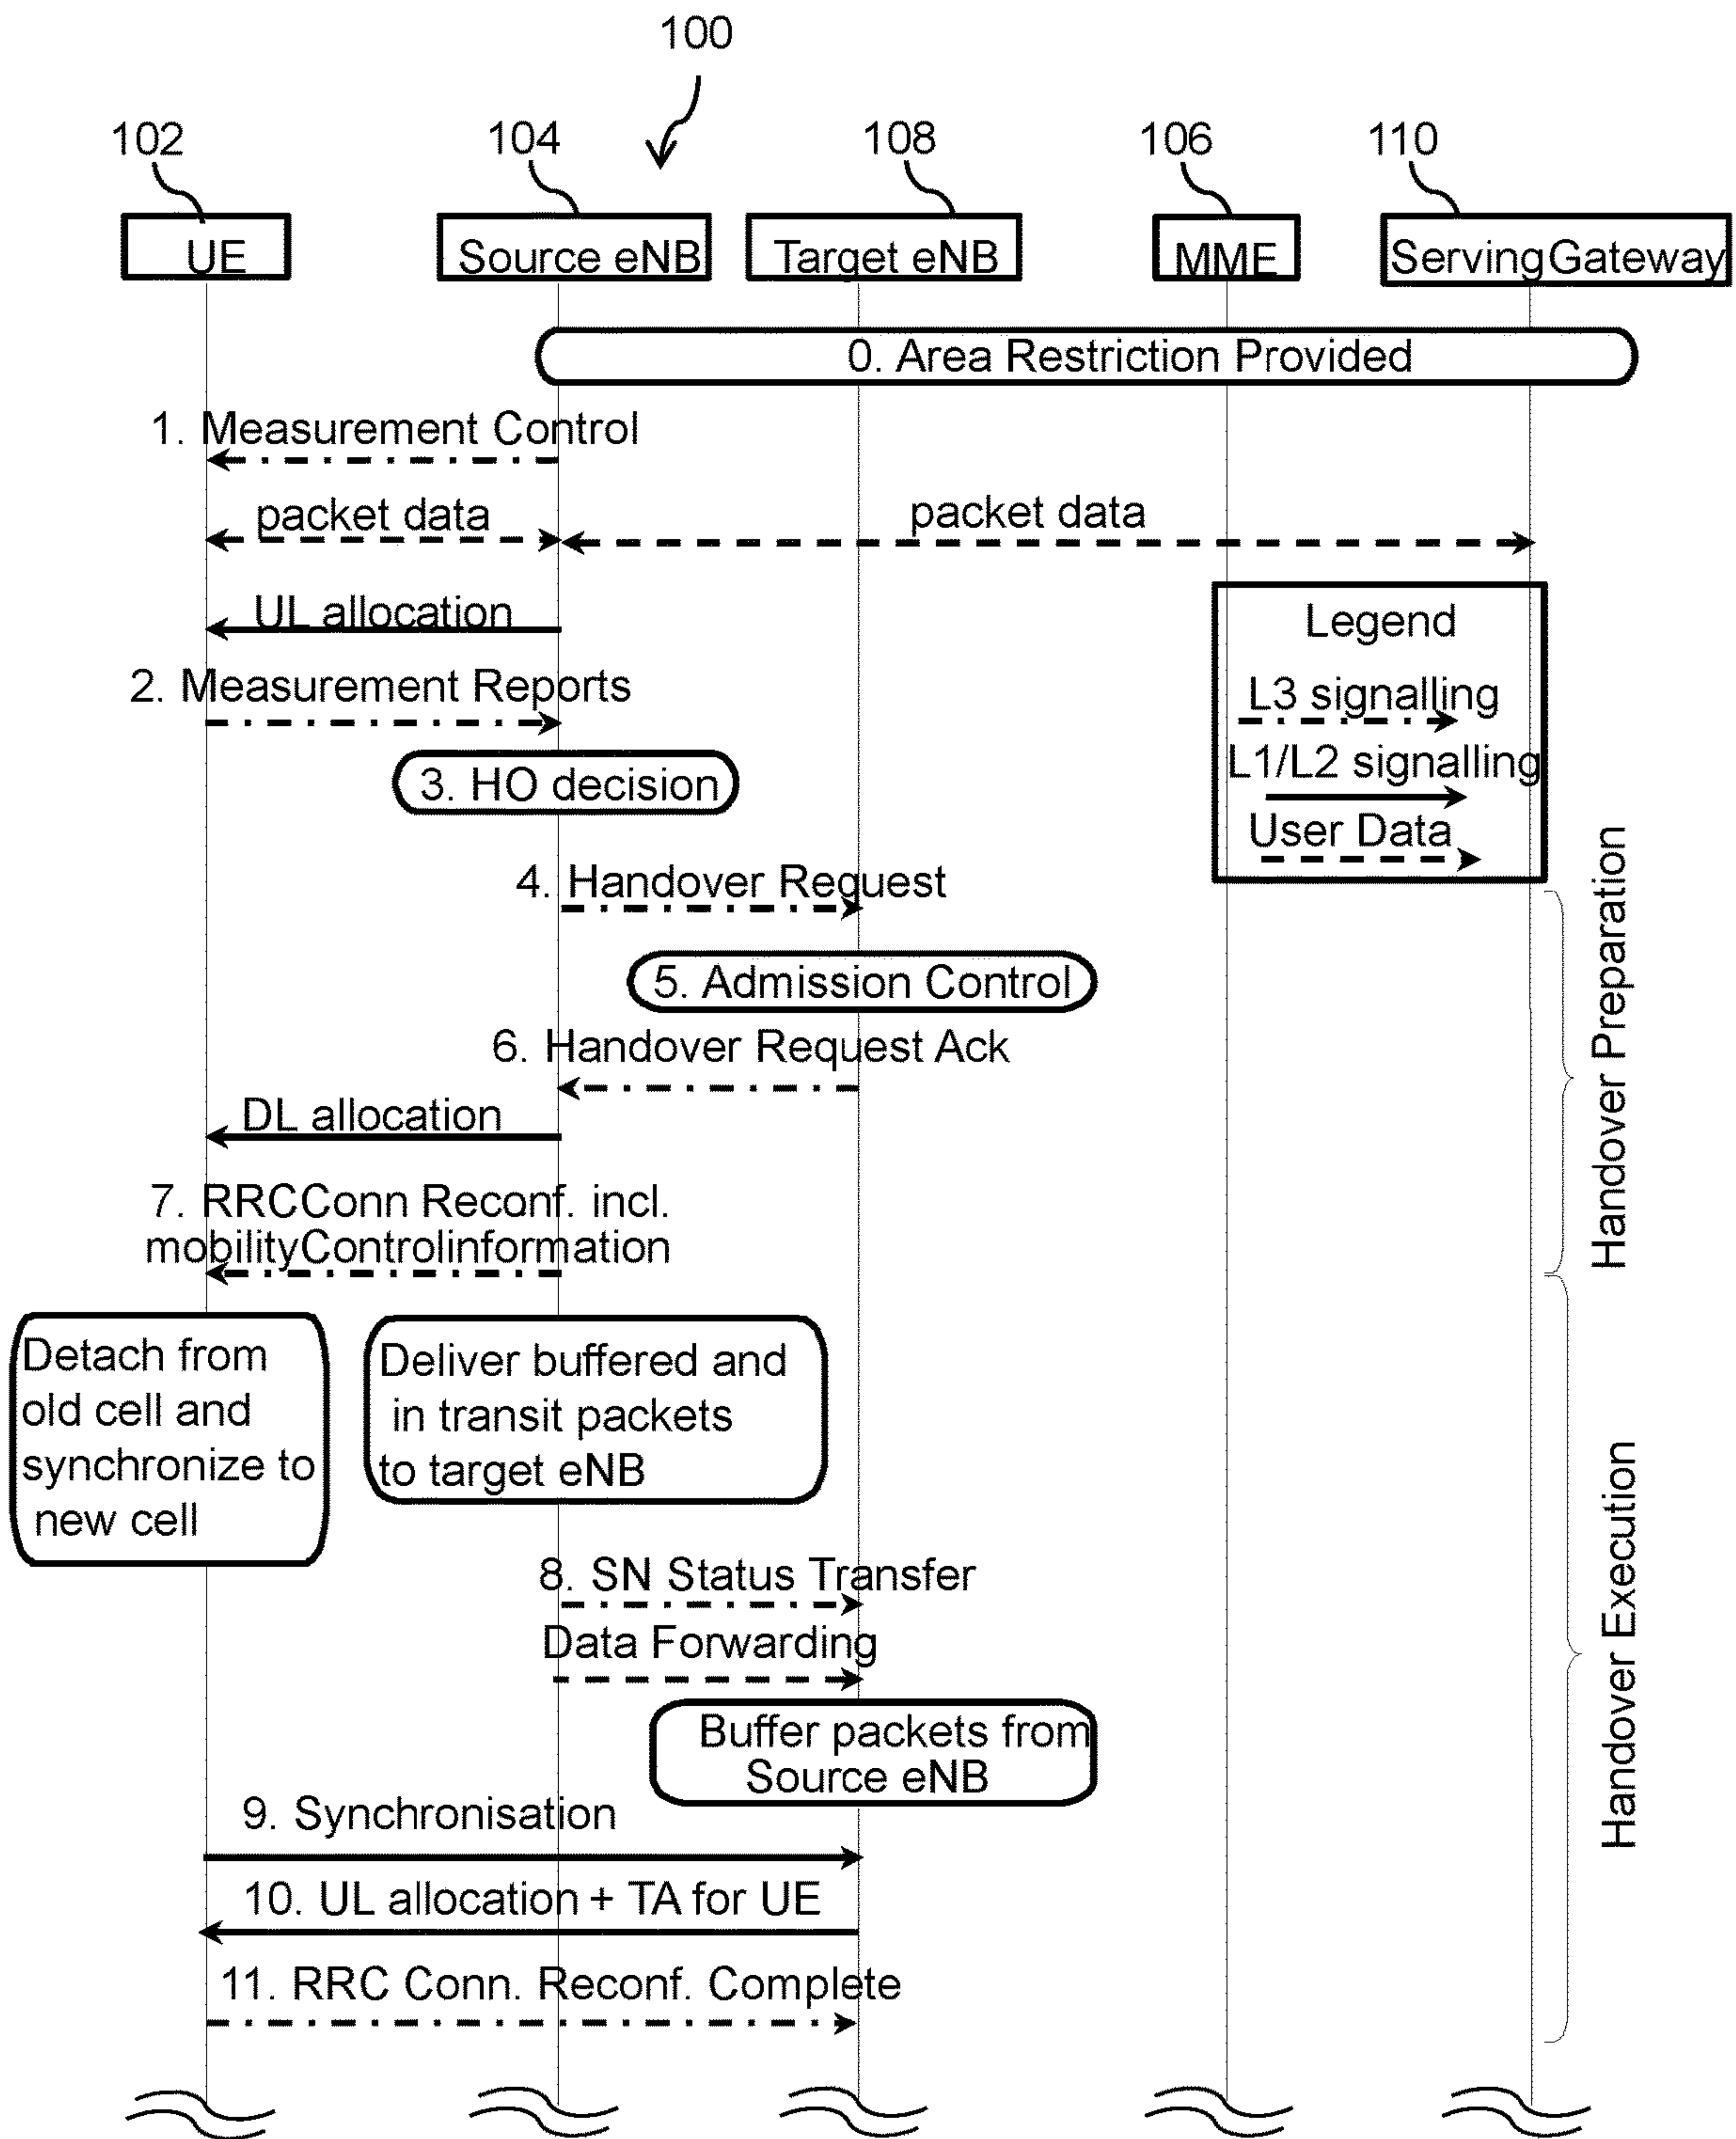 100
102
104
108
106
110
UE
Source eNB
Target eNB
MME
ServingGateway
0. Area Restriction Provided
1. Measurement Control
packet data
packet data
UL allocation
Legend
L3 signalling
L1/L2 signalling
User Data
2. Measurement Reports
3. HO decision
4. Handover Request
5. Admission Control
6. Handover Request Ack
DL allocation
7. RRCConn Reconf. incl.
mobilityControlinformation
Handover Preparation
Detach from
old cell and
synchronize to
new cell
Deliver buffered and
in transit packets
to target eNB
8. SN Status Transfer
Data Forwarding
Buffer packets from
Source eNB
9. Synchronisation
10. UL allocation + TA for UE
11. RRC Conn. Reconf. Complete
Handover Execution